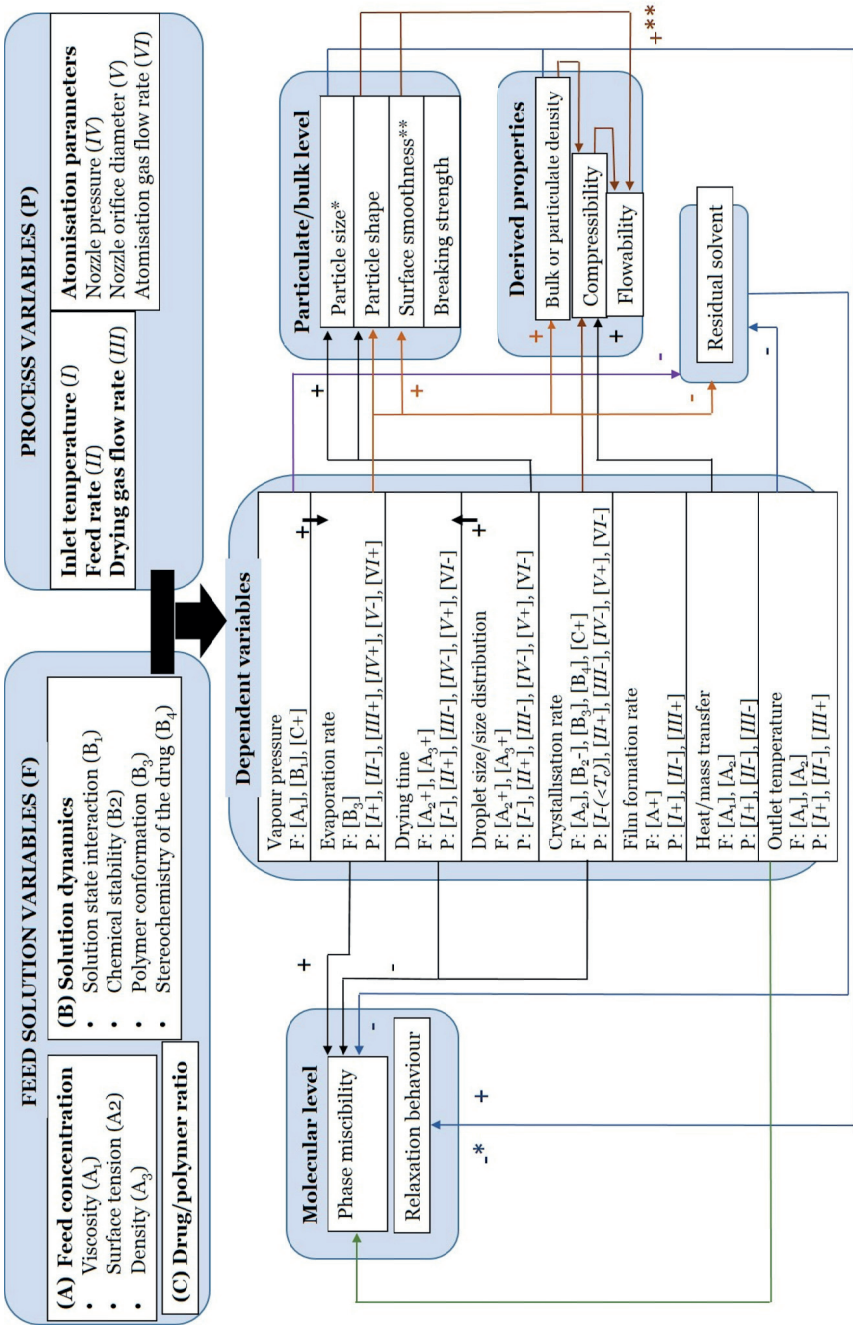 FEED SOLUTION VARIABLES (F)
(A) Feed concentration
• Viscosity (A₁)
• Surface tension (A2)
• Density (A₃)
(B) Solution dynamics
• Solution state interaction (B₁)
• Chemical stability (B2)
• Polymer conformation (B₃)
• Stereochemistry of the drug (B₄)
(C) Drug/polymer ratio
PROCESS VARIABLES (P)
Inlet temperature (I)
Feed rate (II)
Drying gas flow rate (III)
Atomisation parameters
Nozzle pressure (IV)
Nozzle orifice diameter (V)
Atomisation gas flow rate (VI)
Molecular level
Phase miscibility
Relaxation behaviour
+
-
-
-*
+
Dependent variables
Vapour pressure
F: [A₁], [B₁], [C+]
+
Evaporation rate
F: [B₃]
P: [I+], [II-], [III+], [IV+], [V-], [VI+]
Drying time
F: [A₂+], [A₃+]
P: [I-], [II+], [III-], [IV-], [V+], [VI-]
+
Droplet size/size distribution
F: [A₂+], [A₃+]
P: [I-], [II+], [III-], [IV-], [V+], [VI-]
Crystallisation rate
F: [A₂], [B₂-], [B₃], [B₄], [C+]
P: [I-(<Tc)], [II+], [III-], [IV-], [V+], [VI-]
Film formation rate
F: [A+]
P: [I+], [II-], [III+]
Heat/mass transfer
F: [A₁], [A₂]
P: [I+], [II-], [III-]
Outlet temperature
F: [A₁], [A₂]
P: [I+], [II-], [III+]
Particulate/bulk level
Particle size*
Particle shape
Surface smoothness**
Breaking strength
+
+
Derived properties
Bulk or particulate density
Compressibility
Flowability
+
+
+**
Residual solvent
-
-
-